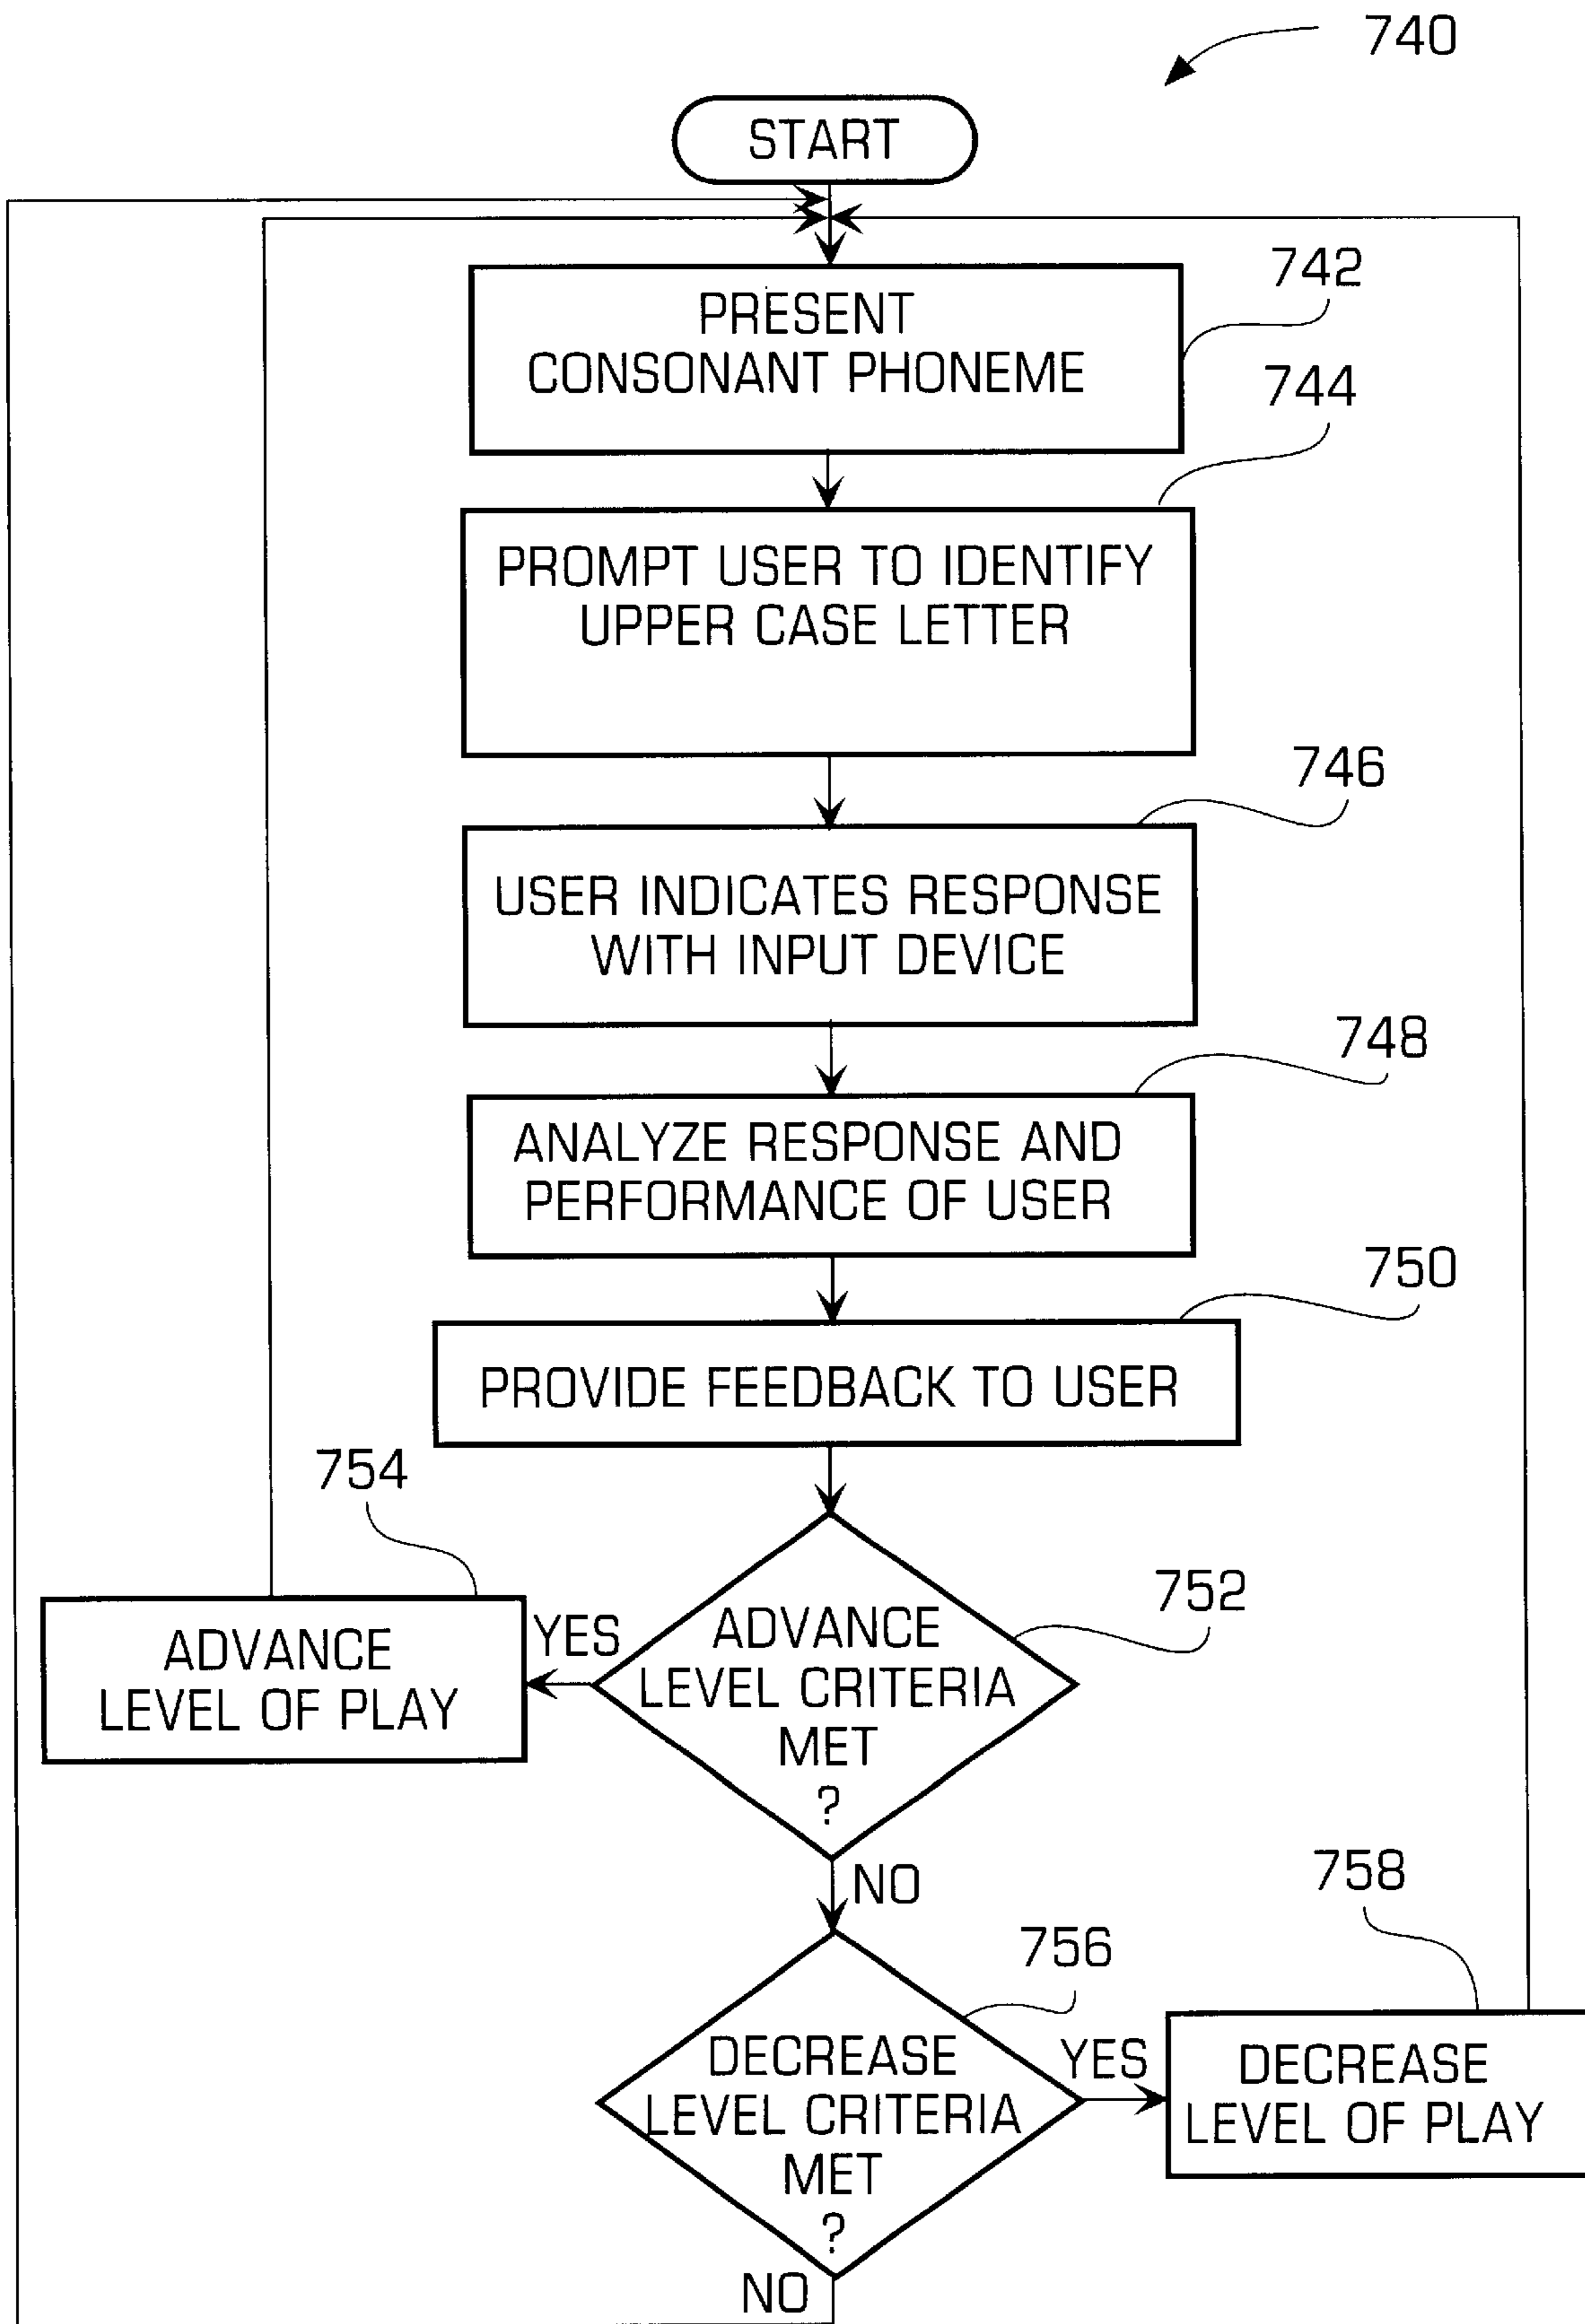 740
START
742
PRESENT
CONSONANT PHONEME
744
PROMPT USER TO IDENTIFY
UPPER CASE LETTER
746
USER INDICATES RESPONSE
WITH INPUT DEVICE
748
ANALYZE RESPONSE AND
PERFORMANCE OF USER
750
PROVIDE FEEDBACK TO USER
754
752
ADVANCE
LEVEL OF PLAY
YES
ADVANCE
LEVEL CRITERIA
MET
?
NO
758
756
DECREASE
LEVEL CRITERIA
MET
?
YES
DECREASE
LEVEL OF PLAY
NO